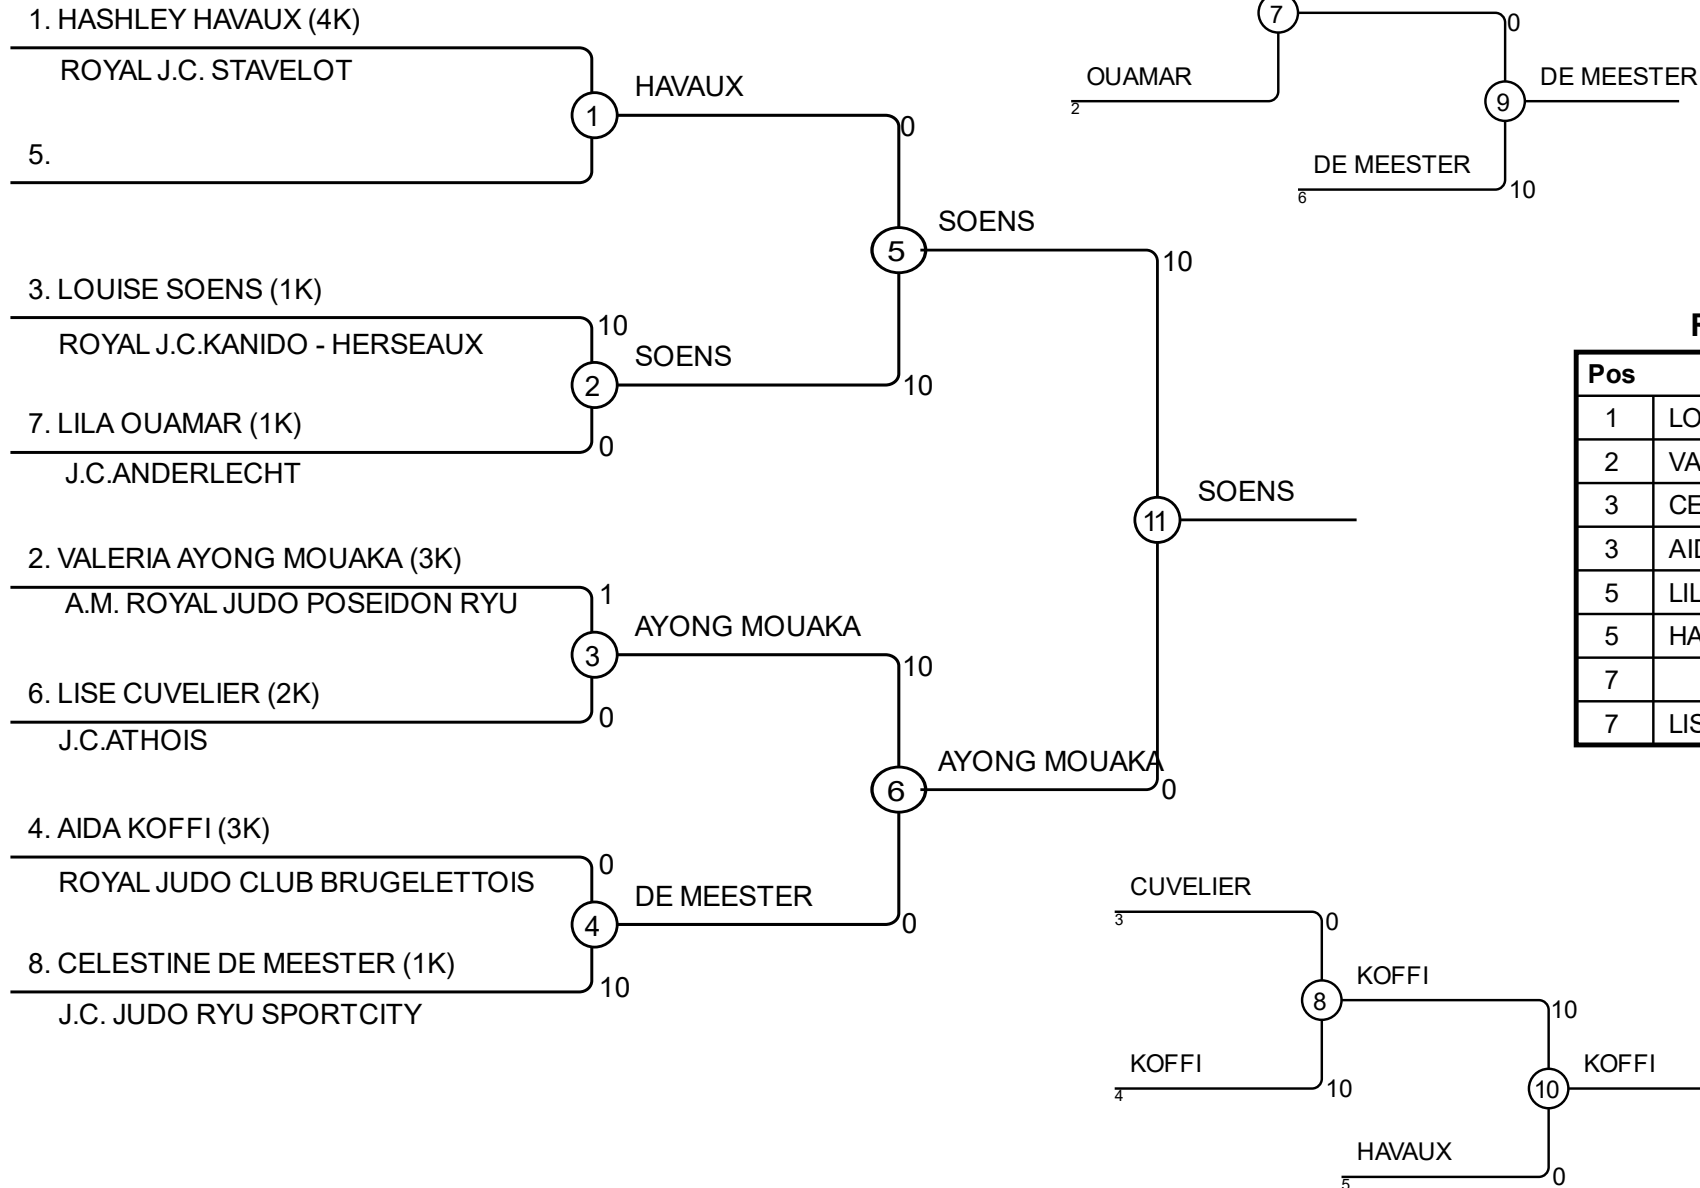 1. HASHLEY HAVAUX (4K)
ROYAL J.C. STAVELOT
5.
1
HAVAUX
0
3. LOUISE SOENS (1K)
ROYAL J.C.KANIDO - HERSEAUX
10
7. LILA OUAMAR (1K)
J.C.ANDERLECHT
0
2
SOENS
10
5
SOENS
10
2. VALERIA AYONG MOUAKA (3K)
A.M. ROYAL JUDO POSEIDON RYU
1
6. LISE CUVELIER (2K)
J.C.ATHOIS
0
3
AYONG MOUAKA
10
4. AIDA KOFFI (3K)
ROYAL JUDO CLUB BRUGELETTOIS
0
8. CELESTINE DE MEESTER (1K)
J.C. JUDO RYU SPORTCITY
10
4
DE MEESTER
0
6
AYONG MOUAKA
0
11
SOENS
7
0
OUAMAR
2
9
DE MEESTER
DE MEESTER
6
10
Pos
1
2
3
3
5
5
7
7 LIS
CUVELIER
3
0
8
KOFFI
10
KOFFI
4
10
10
KOFFI
HAVAUX
5
0